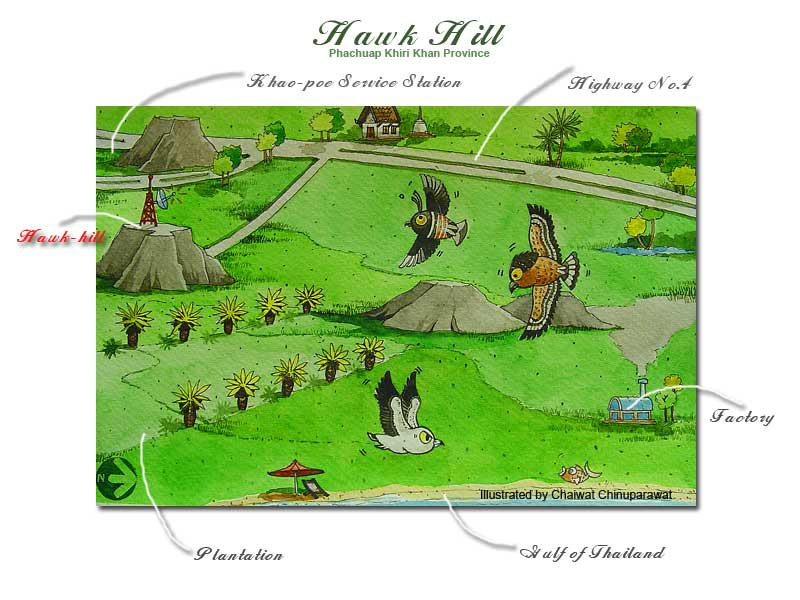 Hawk Hill
Phachuap Khiri Khan Province
Khao-poe Service Station
Highway No.4
Hawk-hill
Factory
N
Illustrated by Chaiwat Chinuparawat
Plantation
Gulf of Thailand